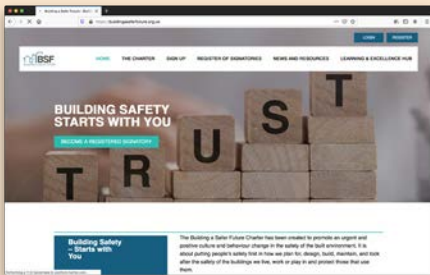 Building a Safer Future | Buil
https://buildingsaferfuture.org.uk
LOGIN
REGISTER
BSF
HOME
THE CHARTER
SIGN UP
REGISTER OF SIGNATORIES
NEWS AND RESOURCES
LEARNING & EXCELLENCE HUB
BUILDING SAFETY
STARTS WITH YOU
BECOME A REGISTERED SIGNATORY
T R U S T
Building Safety
– Starts with
You
The Building a Safer Future Charter has been created to promote an urgent and
positive culture and behaviour change in the safety of the built environment. It is
about putting people's safety first in how we plan for, design, build, maintain, and look
after the safety of the buildings we live, work or play in and protect those that use
them.